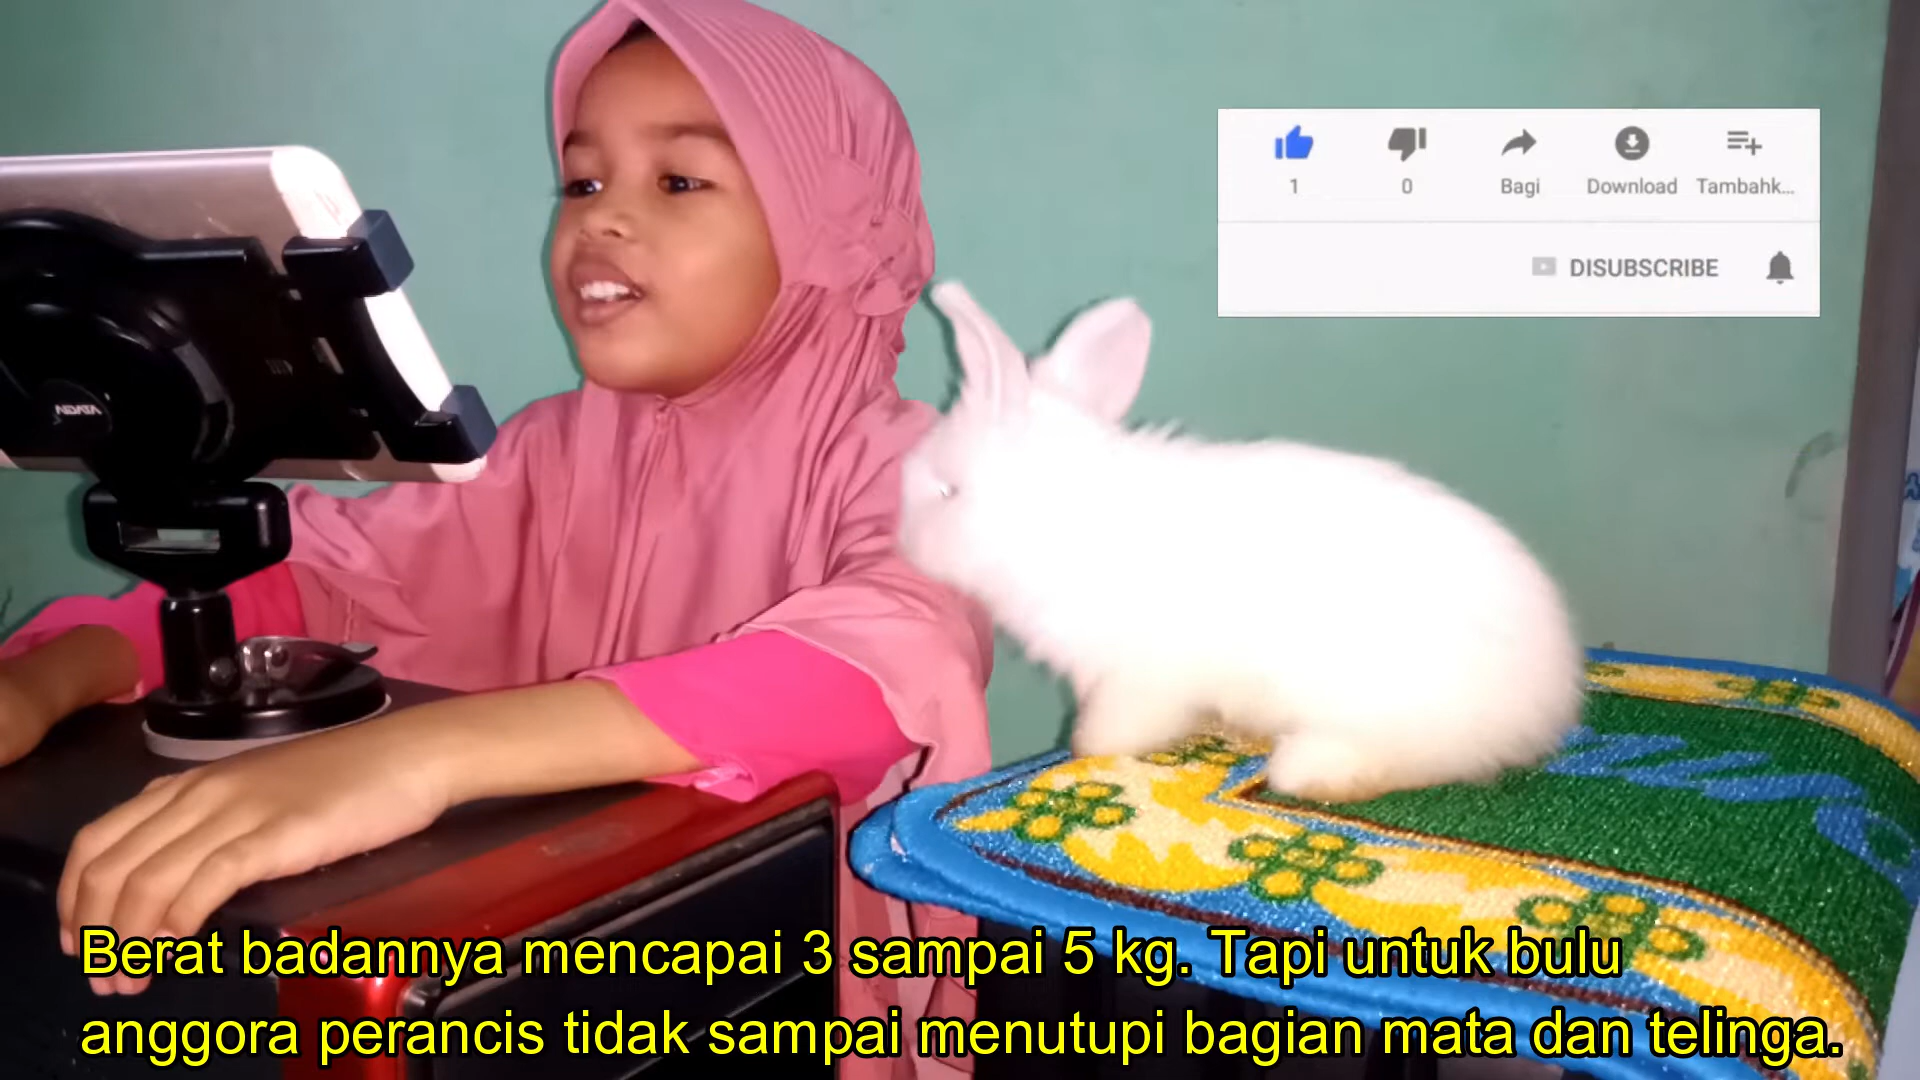 1
0
Bagi
Download
Tambahk...
DISUBSCRIBE
Berat badannya mencapai 3 sampai 5 kg. Tapi untuk bulu
anggora perancis tidak sampai menutupi bagian mata dan telinga.